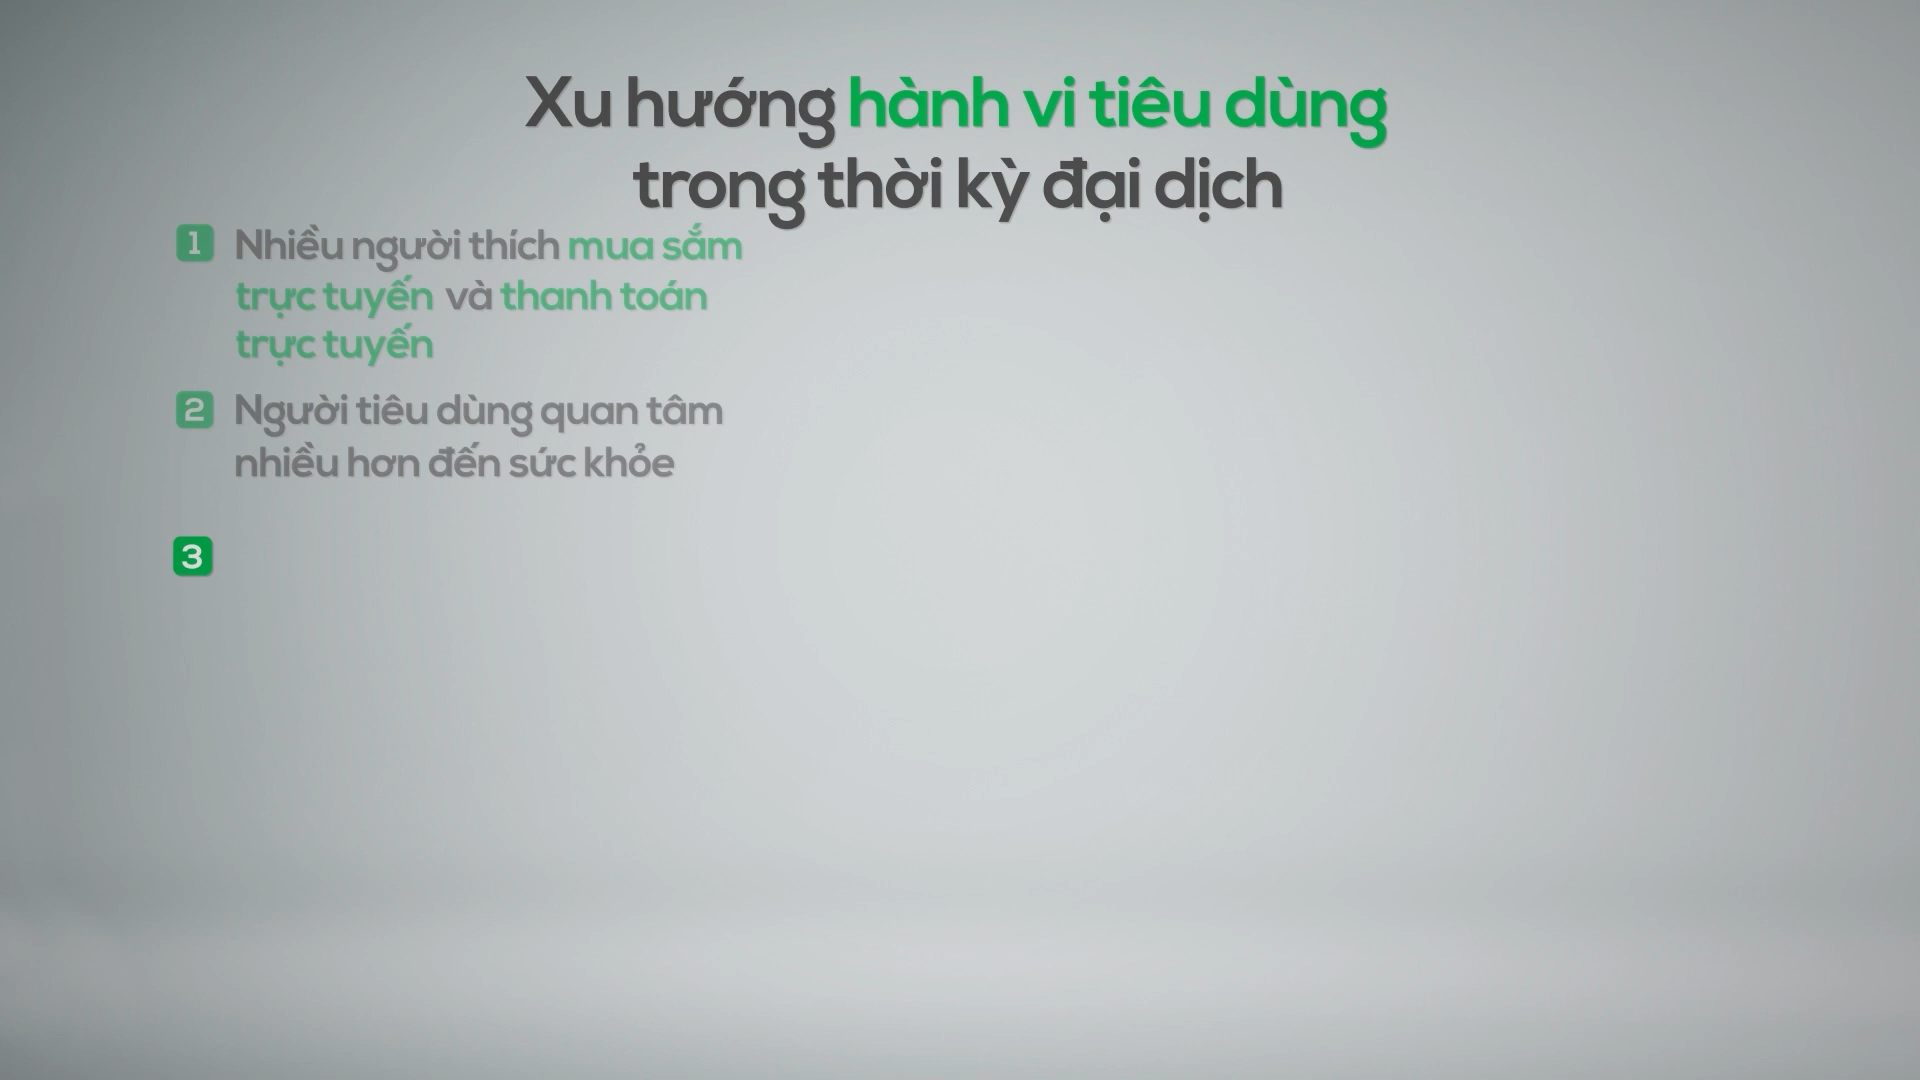 Xu hướng hành vi tiêu dùng
trong thời kỳ đại dịch
1 Nhiều người thích mua sắm
trực tuyến và thanh toán
trực tuyến
2 Người tiêu dùng quan tâm
nhiều hơn đến sức khỏe
3